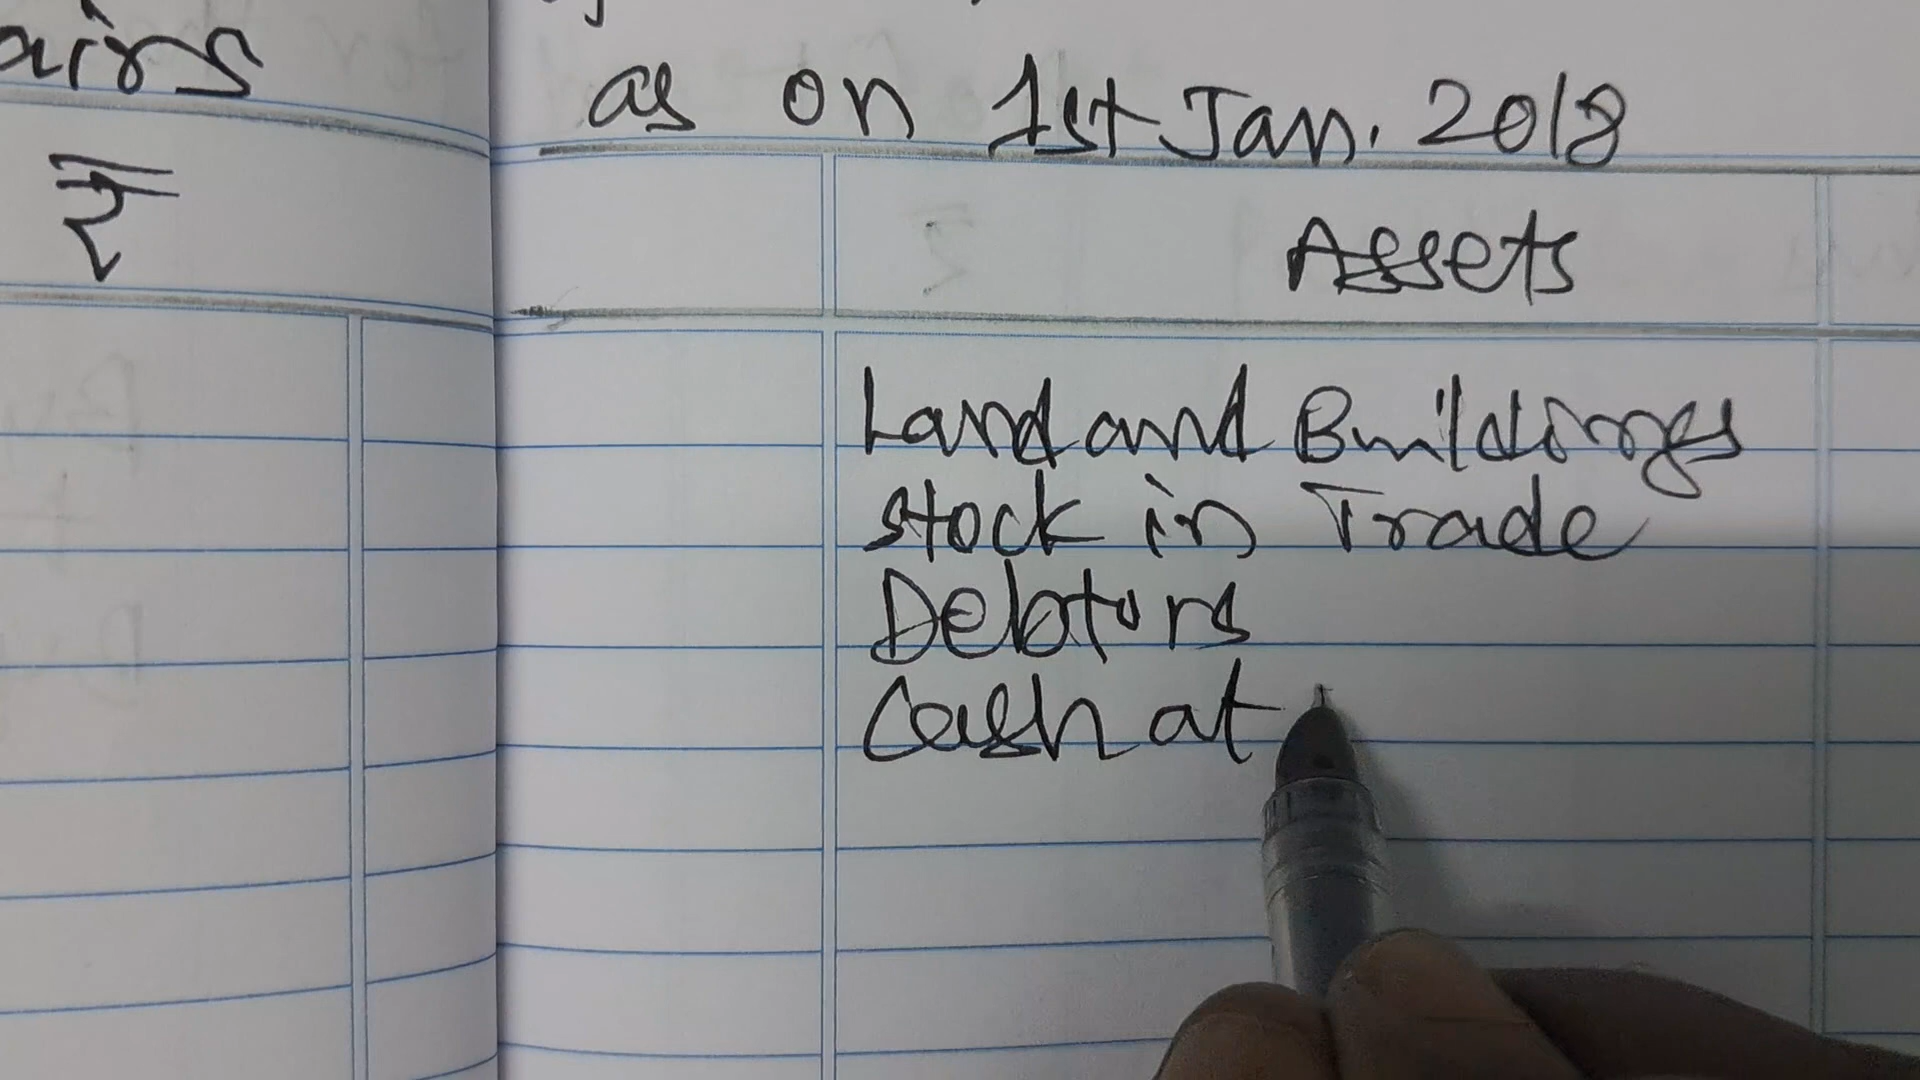 airs
₹
as on 1st Jan. 2018
Assets
Land and Buildings
Stock in Trade
Debtors
Cash at